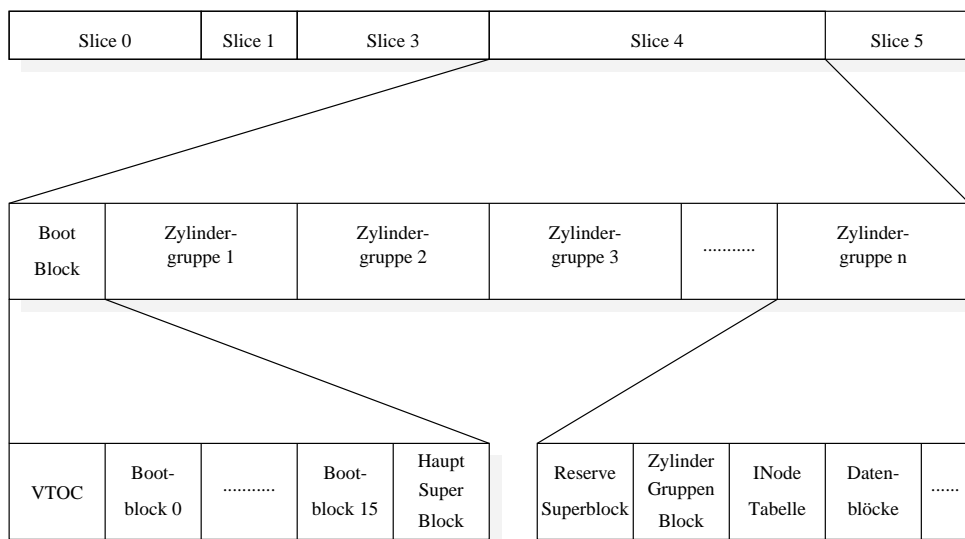 Slice 0
Slice 1
Slice 3
Slice 4
Slice 5
Boot
Block
Zylinder-
gruppe 1
Zylinder-
gruppe 2
Zylinder-
gruppe 3
...........
Zylinder-
gruppe n
VTOC
Boot-
block 0
...........
Boot-
block 15
Haupt
Super
Block
Reserve
Superblock
Zylinder
Gruppen
Block
INode
Tabelle
Daten-
blöcke
......